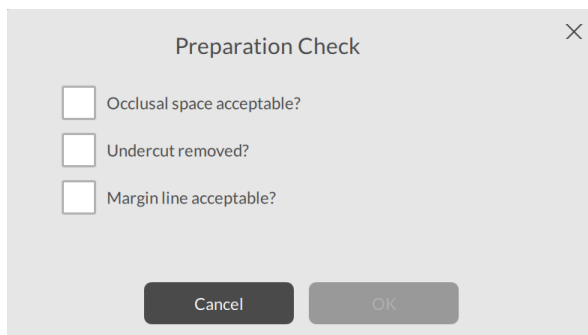 Preparation Check
Occlusal space acceptable?
Undercut removed?
Margin line acceptable?
Cancel
OK